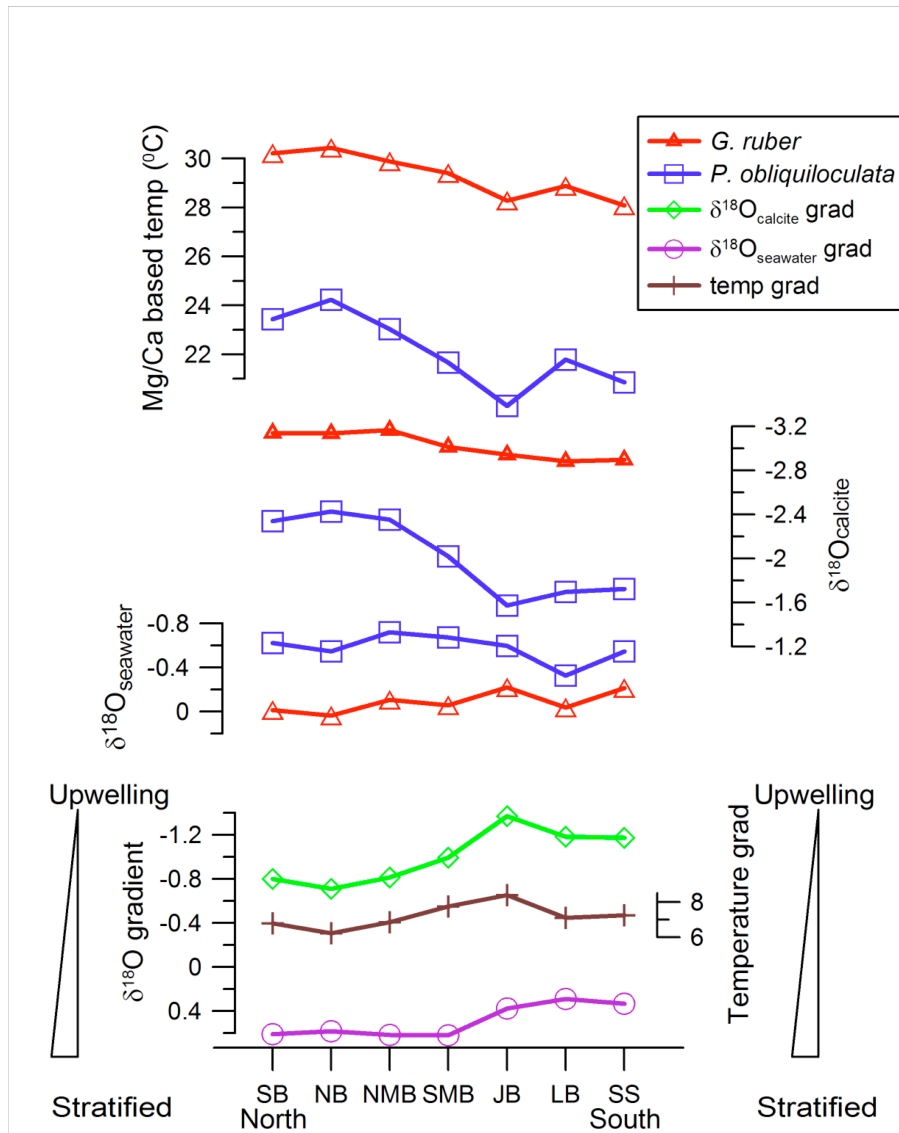 G. ruber
P. obliquiloculata
δ¹⁸Ocalcite grad
δ¹⁸Oseawater grad
temp grad
Mg/Ca based temp (⁰C)
30
28
26
24
22
-3.2
-2.8
-2.4
-2
-1.6
-1.2
δ¹⁸Ocalcite
δ¹⁸Oseawater
-0.8
-0.4
0
Upwelling
Stratified
δ¹⁸O gradient
-1.2
-0.8
-0.4
0
0.4
8
6
Temperature grad
Upwelling
Stratified
SB NB NMB SMB JB LB SS
North South